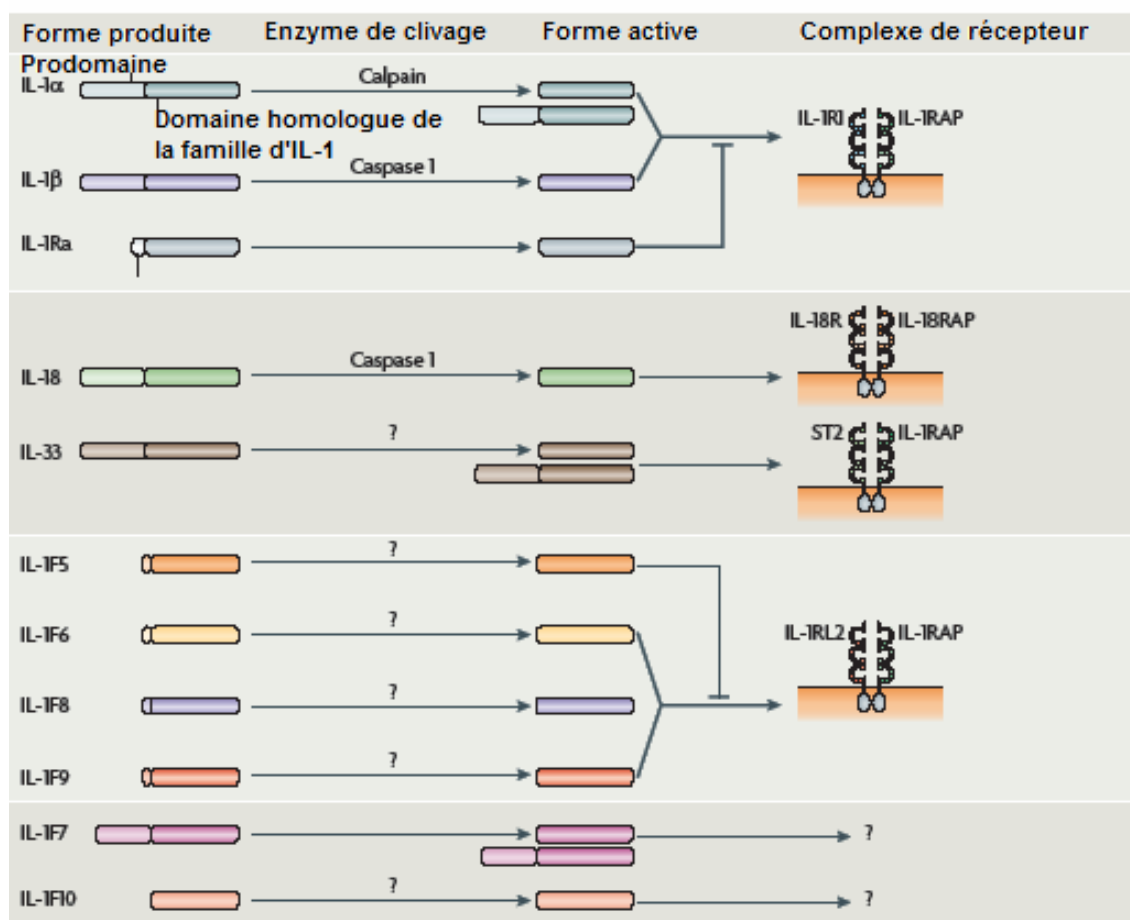 Forme produite Enzyme de clivage Forme active Complexe de récepteur
Prodomaine
IL-1α Calpain IL-1RI IL-1RAP
Domaine homologue de
la famille d'IL-1
IL-1β Caspase 1
IL-1Ra
IL-18R IL-18RAP
IL-18 Caspase 1
ST2 IL-1RAP
IL-33 ?
IL-1F5 ?
IL-1F6 ? IL-1RL2 IL-1RAP
IL-1F8 ?
IL-1F9 ?
IL-1F7 ?
IL-1F10 ? ?